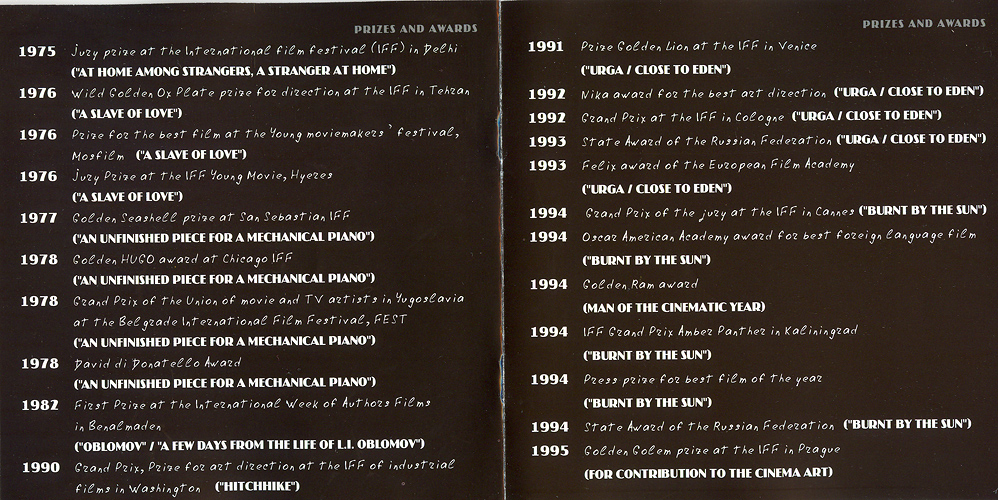 PRIZES AND AWARDS
1975 Jury prize at the International film festival (IFF) in Delhi
("AT HOME AMONG STRANGERS, A STRANGER AT HOME")
1976 Wild Golden Ox Plate prize for direction at the IFF in Tehran
("A SLAVE OF LOVE")
1976 Prize for the best film at the Young moviemakers' festival,
Mosfilm ("A SLAVE OF LOVE")
1976 Jury Prize at the IFF Young Movie, Hyeres
("A SLAVE OF LOVE")
1977 Golden Seashell prize at San Sebastian IFF
("AN UNFINISHED PIECE FOR A MECHANICAL PIANO")
1978 Golden HUGO award at Chicago IFF
("AN UNFINISHED PIECE FOR A MECHANICAL PIANO")
1978 Grand Prix of the Union of movie and TV artists in Yugoslavia
at the Belgrade International Film Festival, FEST
("AN UNFINISHED PIECE FOR A MECHANICAL PIANO")
1978 David di Donatello Award
("AN UNFINISHED PIECE FOR A MECHANICAL PIANO")
1982 First Prize at the International Week of Authors Films
in Benalmaden
("OBLOMOV" / "A FEW DAYS FROM THE LIFE OF I.I. OBLOMOV")
1990 Grand Prix, Prize for art direction at the IFF of industrial
films in Washington ("HITCHHIKE")
PRIZES AND AWARDS
1991 Prize Golden Lion at the IFF in Venice
("URGA / CLOSE TO EDEN")
1992 Nika award for the best art direction ("URGA / CLOSE TO EDEN")
1992 Grand Prix at the IFF in Cologne ("URGA / CLOSE TO EDEN")
1993 State Award of the Russian Federation ("URGA / CLOSE TO EDEN")
1993 Felix award of the European Film Academy
("URGA / CLOSE TO EDEN")
1994 Grand Prix of the jury at the IFF in Cannes ("BURNT BY THE SUN")
1994 Oscar American Academy award for best foreign language film
("BURNT BY THE SUN")
1994 Golden Ram award
(MAN OF THE CINEMATIC YEAR)
1994 IFF Grand Prix Amber Panther in Kaliningrad
("BURNT BY THE SUN")
1994 Press prize for best film of the year
("BURNT BY THE SUN")
1994 State Award of the Russian Federation ("BURNT BY THE SUN")
1995 Golden Golem prize at the IFF in Prague
(FOR CONTRIBUTION TO THE CINEMA ART)